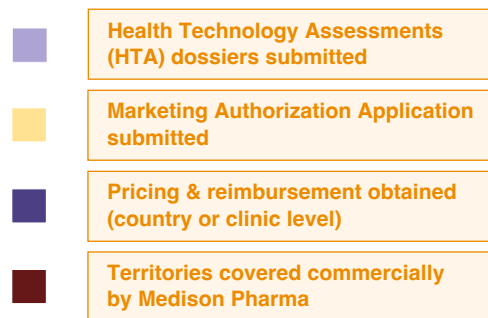 Health Technology Assessments
(HTA) dossiers submitted
Marketing Authorization Application
submitted
Pricing & reimbursement obtained
(country or clinic level)
Territories covered commercially
by Medison Pharma